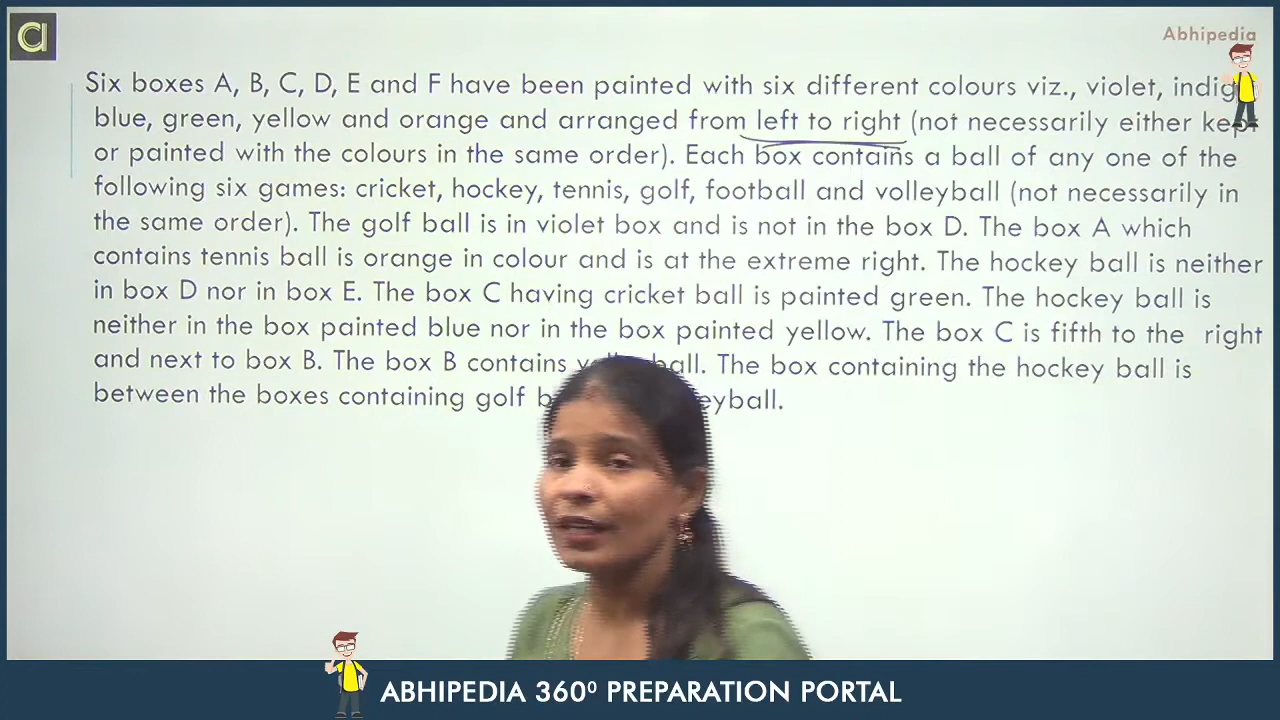 Abhipedia
Six boxes A, B, C, D, E and F have been painted with six different colours viz., violet,
blue, green, yellow and orange and arranged from left to right (not necessarily either
or painted with the colours in the same order). Each box contains a ball of any one of the
following six games: cricket, hockey, tennis, golf, football and volleyball (not necessarily in
the same order). The golf ball is in violet box and is not in the box D. The box A which
contains tennis ball is orange in colour and is at the extreme right. The hockey ball is neither
in box D nor in box E. The box C having cricket ball is painted green. The hockey ball is
neither in the box painted blue nor in the box painted yellow. The box C is fifth to the right
and next to box B. The box B contains The box containing the hockey ball is
between the boxes containing golf
ABHIPEDIA 360⁰ PREPARATION PORTAL